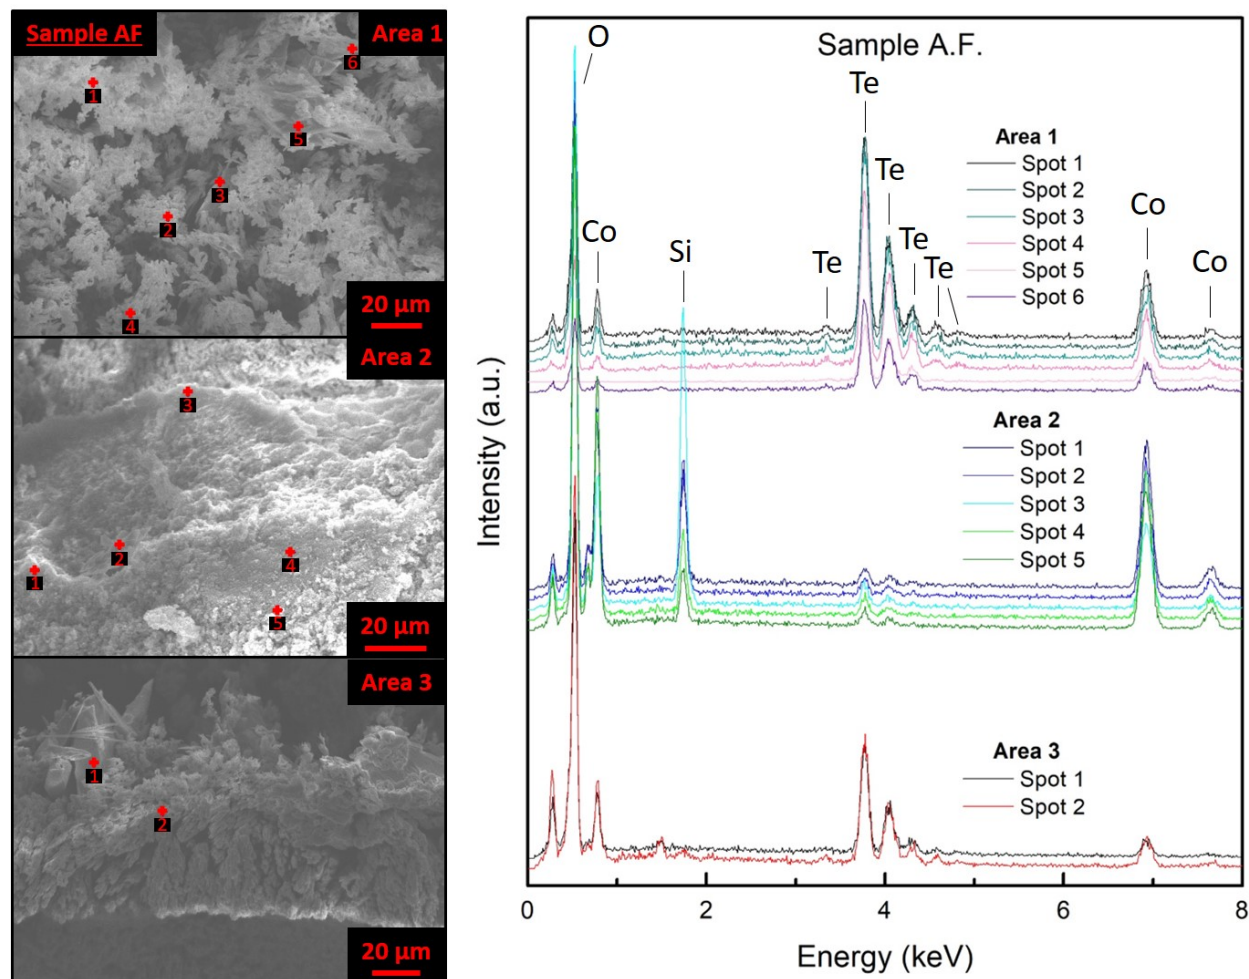 Sample AF
Area 1
1
2
3
4
5
6
20 µm
Area 2
1
2
3
4
5
20 µm
Area 3
1
2
20 µm
Sample A.F.
O
Co
Si
Te
Te
Te
Te
Te
Co
Co
Area 1
Spot 1
Spot 2
Spot 3
Spot 4
Spot 5
Spot 6
Area 2
Spot 1
Spot 2
Spot 3
Spot 4
Spot 5
Area 3
Spot 1
Spot 2
Intensity (a.u.)
0
2
4
6
8
Energy (keV)